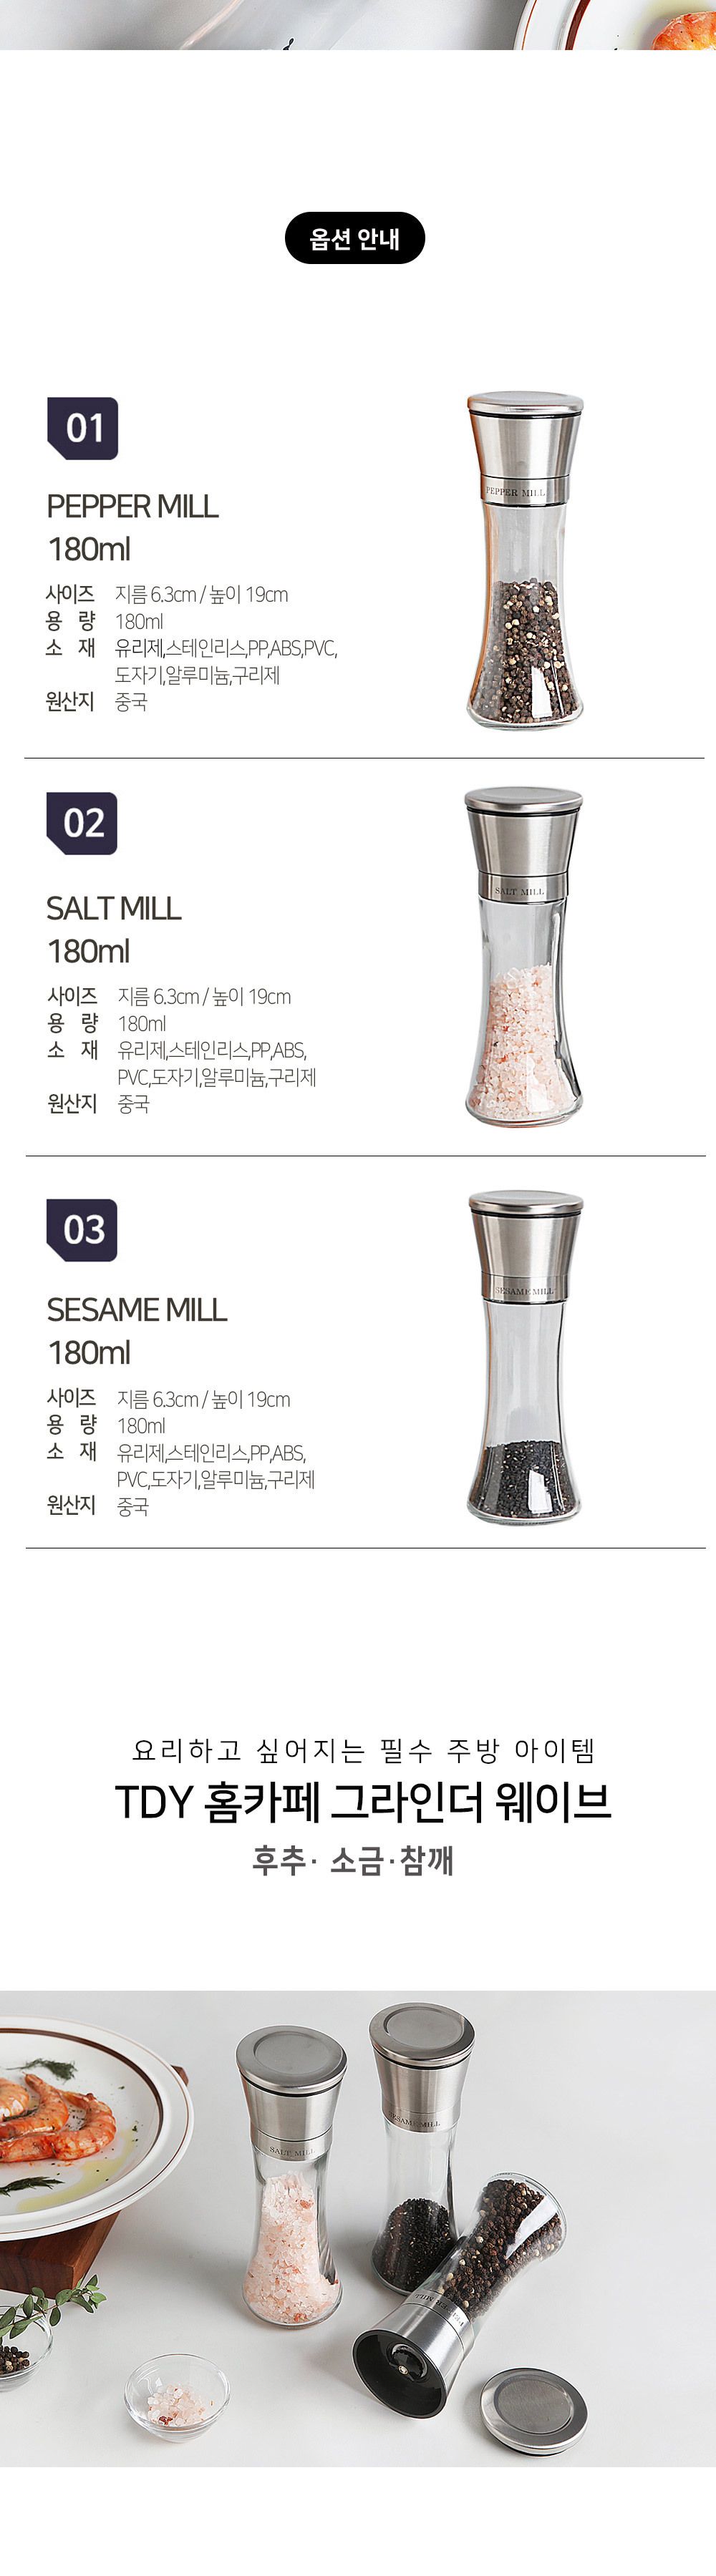 옵션 안내
01
PEPPER MILL
180ml
사이즈 지름 6.3cm / 높이 19cm
용 량 180ml
소 재 유리제,스테인리스,PP,ABS,PVC,
도자기,알루미늄,구리제
원산지 중국
PEPPER MILL
02
SALT MILL
180ml
사이즈 지름 6.3cm / 높이 19cm
용 량 180ml
소 재 유리제,스테인리스,PP,ABS,
PVC,도자기,알루미늄,구리제
원산지 중국
SALT MILL
03
SESAME MILL
180ml
사이즈 지름 6.3cm / 높이 19cm
용 량 180ml
소 재 유리제,스테인리스,PP,ABS,
PVC,도자기,알루미늄,구리제
원산지 중국
SESAME MILL
요리하고 싶어지는 필수 주방 아이템
TDY 홈카페 그라인더 웨이브
후추· 소금·참깨
SALT MILL
SESAME MILL
PEPPER MILL